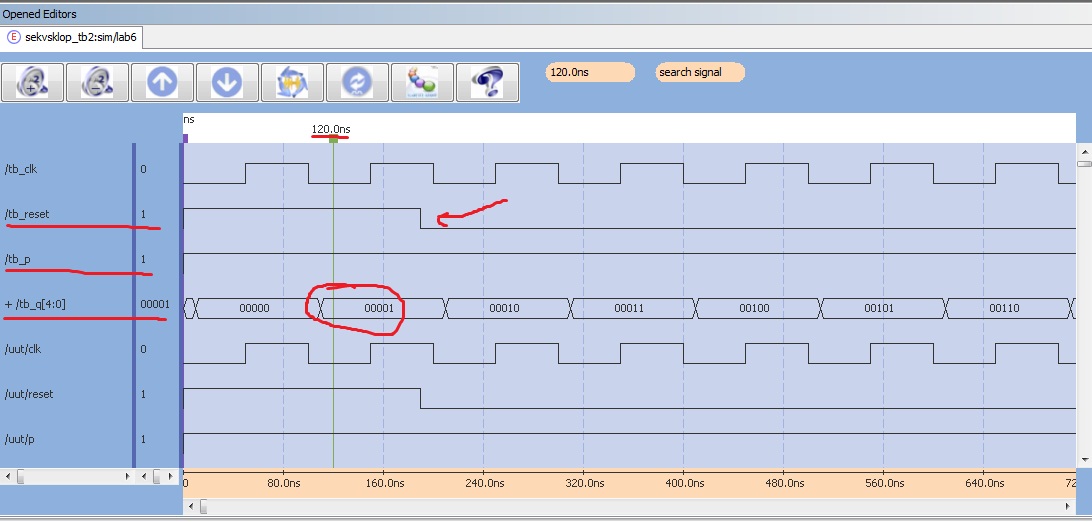 Opened Editors
E sekvsklop_tb2:sim/lab6
120.0ns search signal
ns
120.0ns
/tb_clk 0
/tb_reset 1
/tb_p 1
+ /tb_q[4:0] 00001 00000 00001 00010 00011 00100 00101 00110
/uut/clk 0
/uut/reset 1
/uut/p 1
0 80.0ns 160.0ns 240.0ns 320.0ns 400.0ns 480.0ns 560.0ns 640.0ns 72